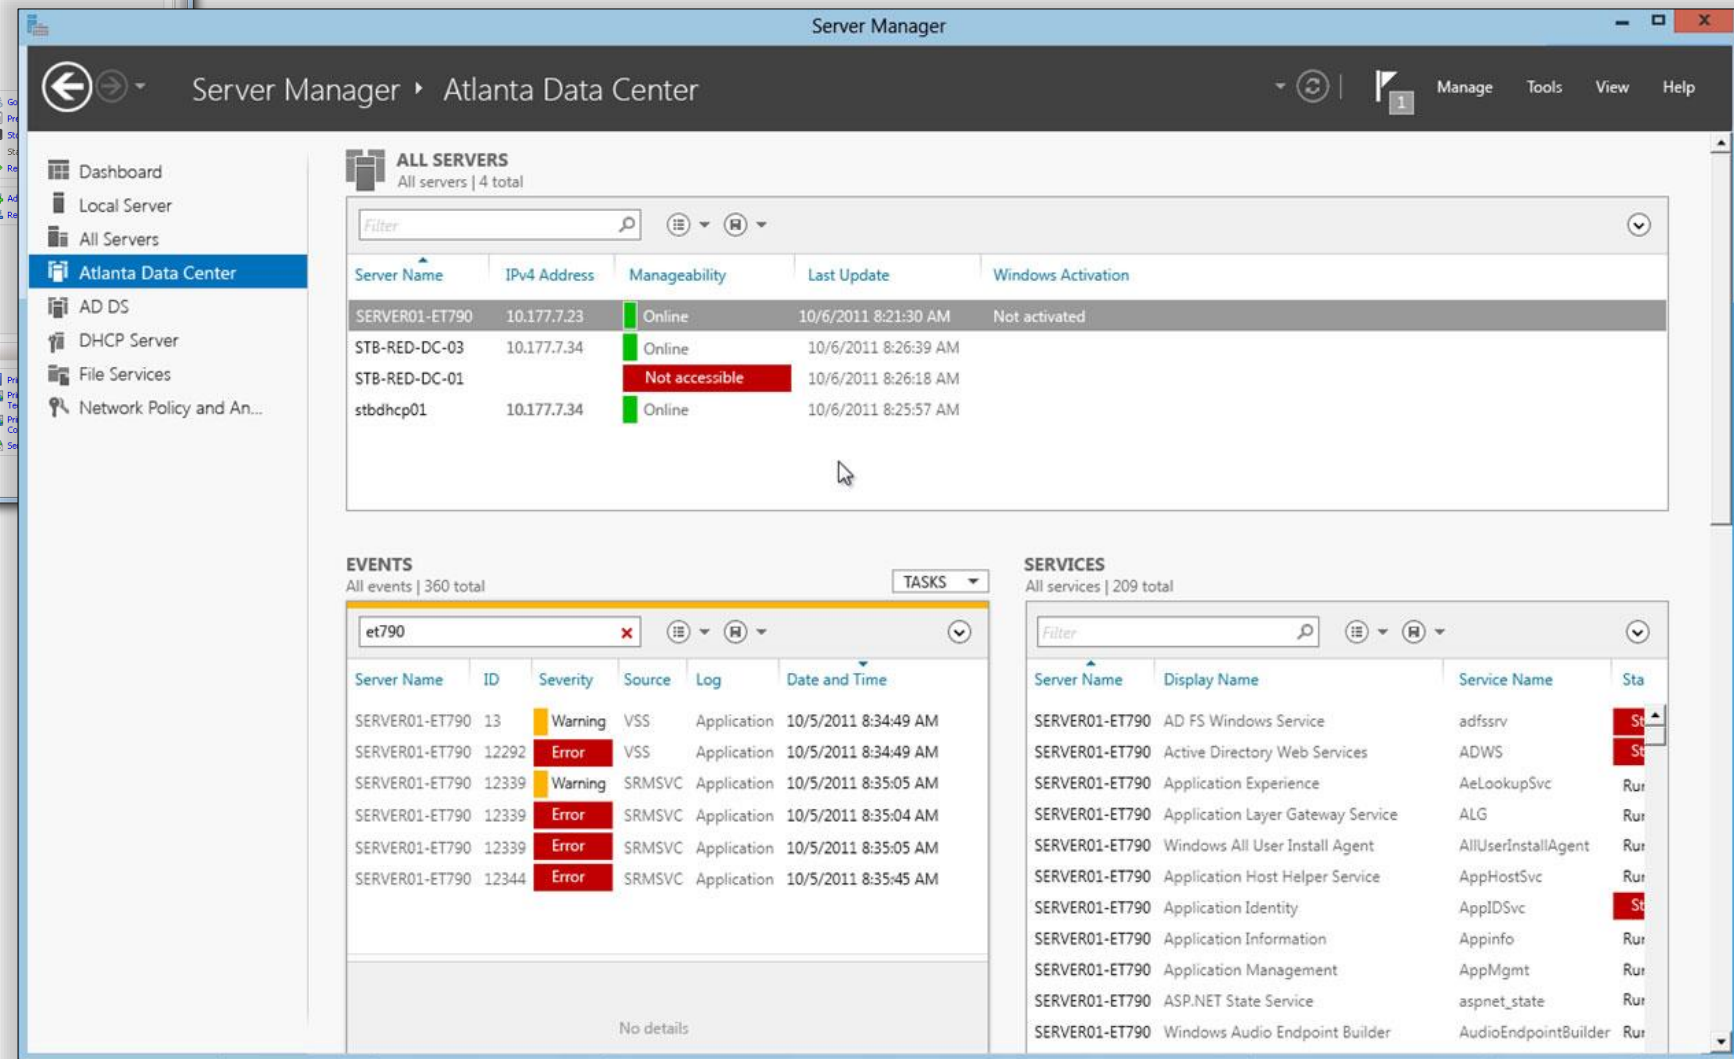 Server Manager
Server Manager ‣ Atlanta Data Center
1
Manage Tools View Help
Dashboard
Local Server
All Servers
Atlanta Data Center
AD DS
DHCP Server
File Services
Network Policy and An...
ALL SERVERS
All servers | 4 total
Filter
Server Name IPv4 Address Manageability Last Update Windows Activation
SERVER01-ET790 10.177.7.23 Online 10/6/2011 8:21:30 AM Not activated
STB-RED-DC-03 10.177.7.34 Online 10/6/2011 8:26:39 AM
STB-RED-DC-01 Not accessible 10/6/2011 8:26:18 AM
stbdhcp01 10.177.7.34 Online 10/6/2011 8:25:57 AM
EVENTS
All events | 360 total
TASKS
et790
Server Name ID Severity Source Log Date and Time
SERVER01-ET790 13 Warning VSS Application 10/5/2011 8:34:49 AM
SERVER01-ET790 12292 Error VSS Application 10/5/2011 8:34:49 AM
SERVER01-ET790 12339 Warning SRMSVC Application 10/5/2011 8:35:05 AM
SERVER01-ET790 12339 Error SRMSVC Application 10/5/2011 8:35:04 AM
SERVER01-ET790 12339 Error SRMSVC Application 10/5/2011 8:35:05 AM
SERVER01-ET790 12344 Error SRMSVC Application 10/5/2011 8:35:45 AM
No details
SERVICES
All services | 209 total
Filter
Server Name Display Name Service Name Sta
SERVER01-ET790 AD FS Windows Service adfssrv St
SERVER01-ET790 Active Directory Web Services ADWS St
SERVER01-ET790 Application Experience AeLookupSvc Rur
SERVER01-ET790 Application Layer Gateway Service ALG Rur
SERVER01-ET790 Windows All User Install Agent AllUserInstallAgent Rur
SERVER01-ET790 Application Host Helper Service AppHostSvc Rur
SERVER01-ET790 Application Identity AppIDSvc St
SERVER01-ET790 Application Information Appinfo Rur
SERVER01-ET790 Application Management AppMgmt Rur
SERVER01-ET790 ASP.NET State Service aspnet_state Rur
SERVER01-ET790 Windows Audio Endpoint Builder AudioEndpointBuilder Rur